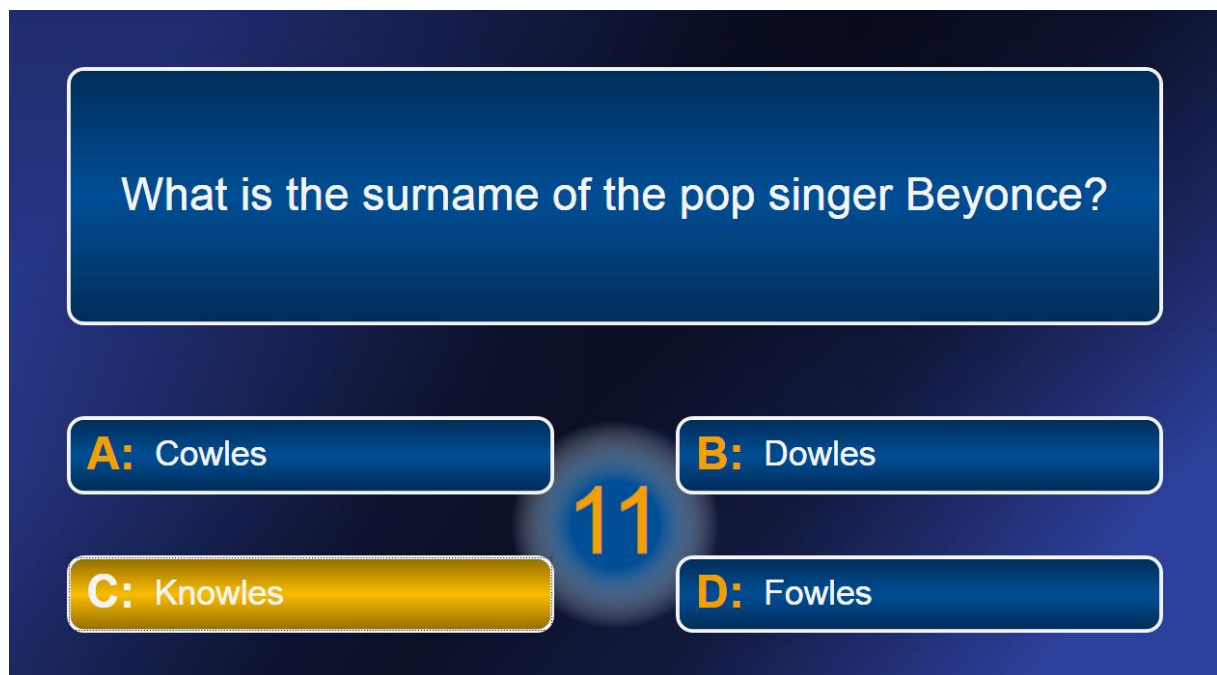 What is the surname of the pop singer Beyonce?
A: Cowles
B: Dowles
11
C: Knowles
D: Fowles